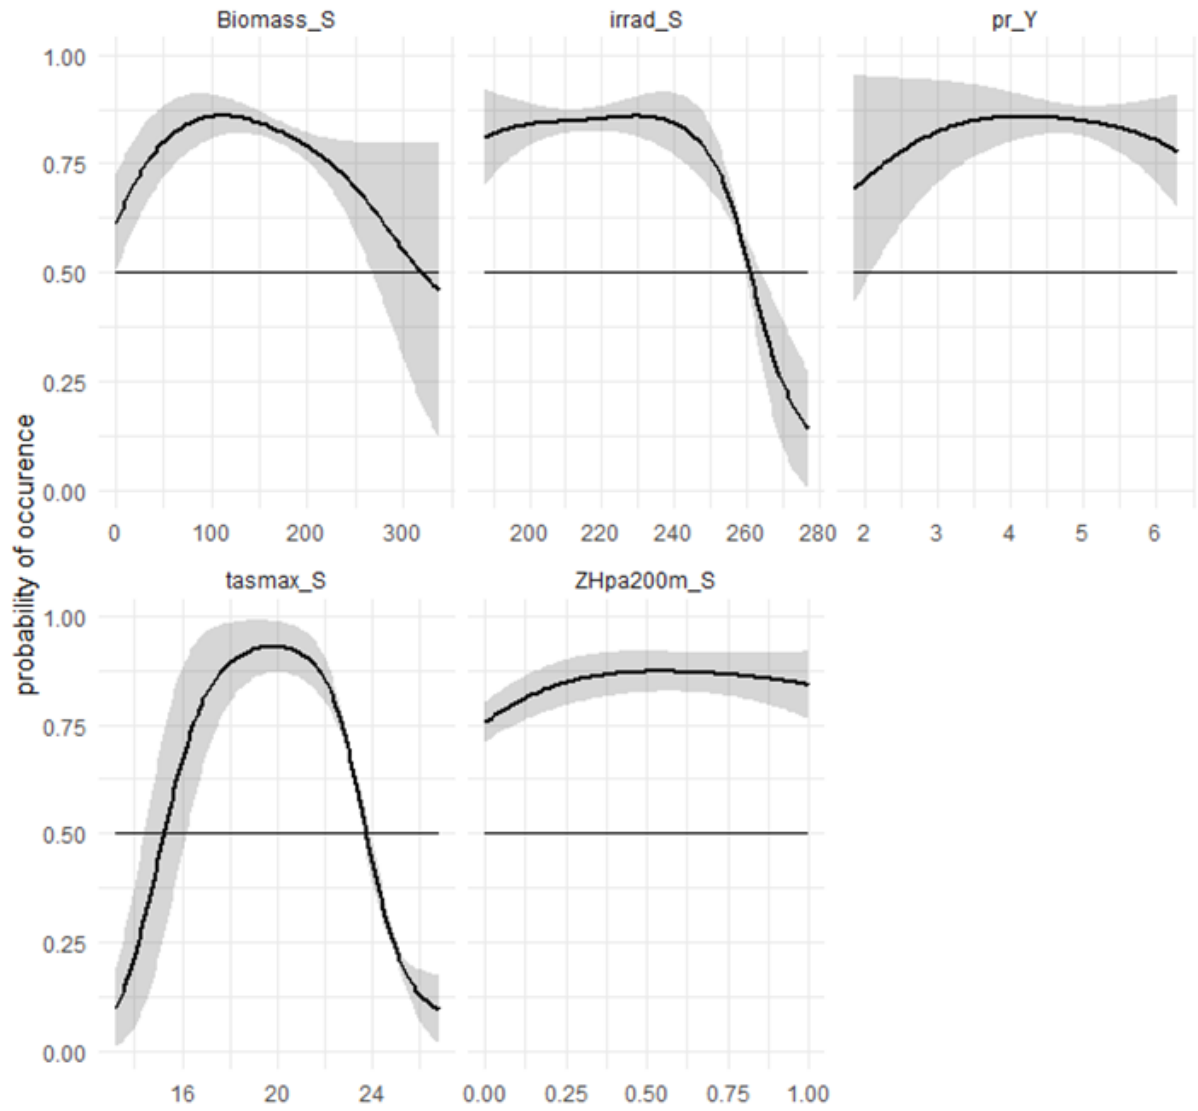 Biomass_S irrad_S pr_Y
1.00
0.75
0.50
0.25
0.00
0 100 200 300 200 220 240 260 280 2 3 4 5 6
probability of occurence
tasmax_S ZHpa200m_S
1.00
0.75
0.50
0.25
0.00
16 20 24 0.00 0.25 0.50 0.75 1.00